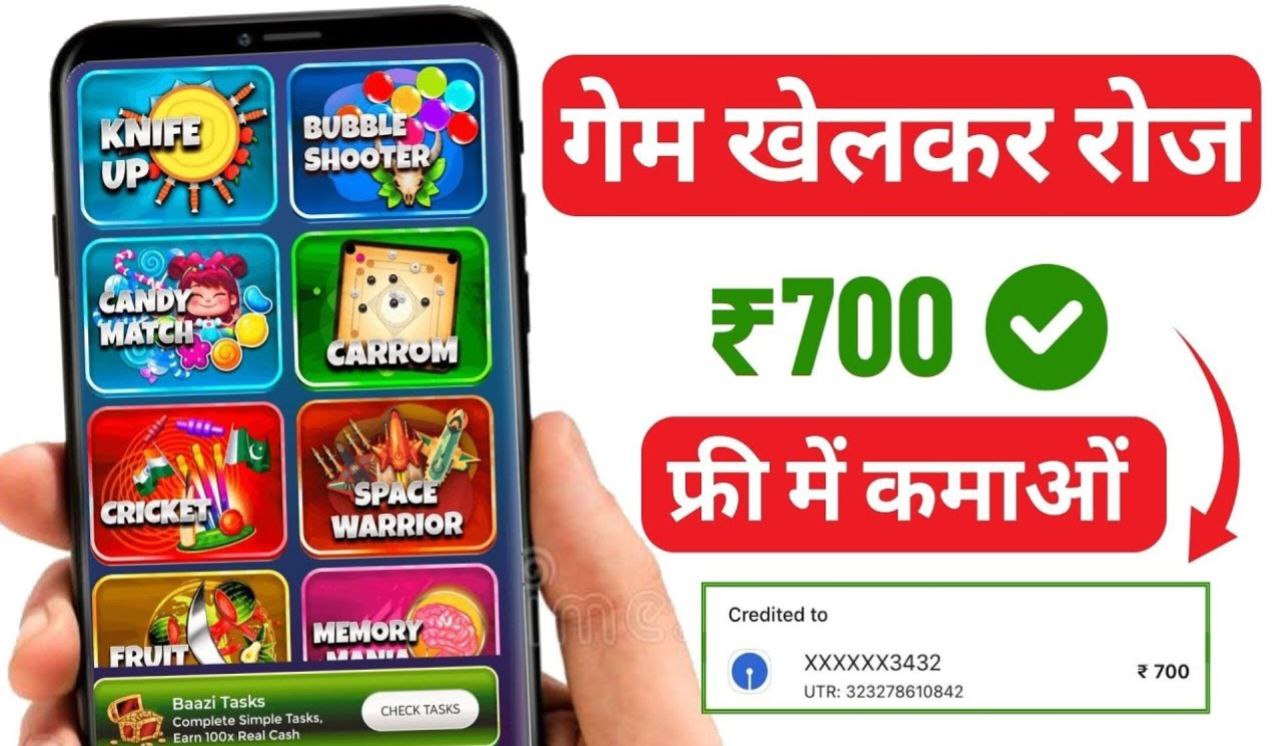 KNIFE
UP
BUBBLE
SHOOTER
CANDY
MATCH
CARROM
CRICKET
SPACE
WARRIOR
FRUIT
MEMORY
MANIA
Baazi Tasks
Complete Simple Tasks,
Earn 100x Real Cash
CHECK TASKS
गेम खेलकर रोज
₹700
फ्री में कमाओं
Credited to
XXXXXX3432
₹ 700
UTR: 323278610842